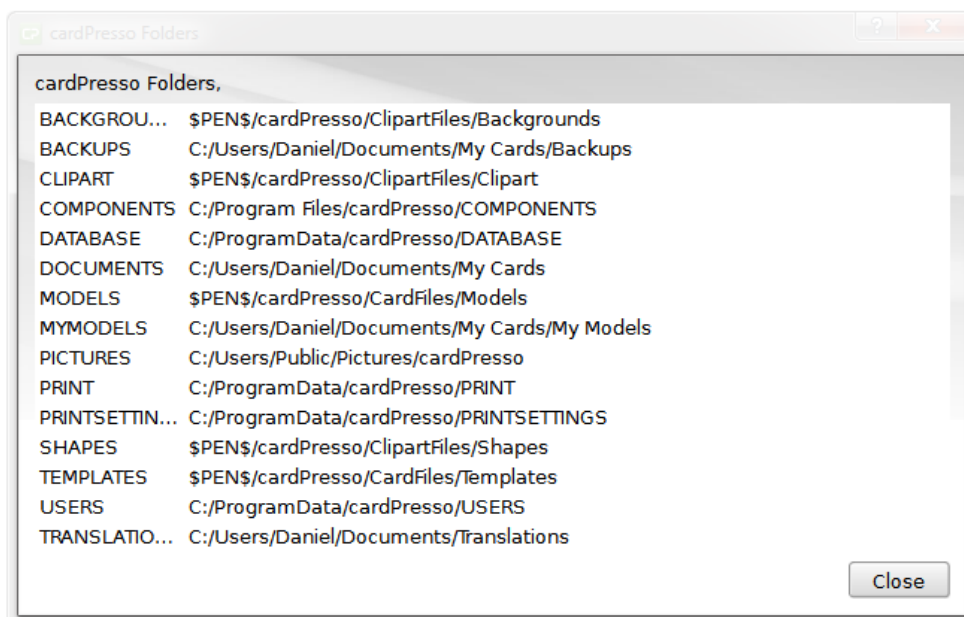 cardPresso Folders
cardPresso Folders,
BACKGROU... $PEN$/cardPresso/ClipartFiles/Backgrounds
BACKUPS C:/Users/Daniel/Documents/My Cards/Backups
CLIPART $PEN$/cardPresso/ClipartFiles/Clipart
COMPONENTS C:/Program Files/cardPresso/COMPONENTS
DATABASE C:/ProgramData/cardPresso/DATABASE
DOCUMENTS C:/Users/Daniel/Documents/My Cards
MODELS $PEN$/cardPresso/CardFiles/Models
MYMODELS C:/Users/Daniel/Documents/My Cards/My Models
PICTURES C:/Users/Public/Pictures/cardPresso
PRINT C:/ProgramData/cardPresso/PRINT
PRINTSETTIN... C:/ProgramData/cardPresso/PRINTSETTINGS
SHAPES $PEN$/cardPresso/ClipartFiles/Shapes
TEMPLATES $PEN$/cardPresso/CardFiles/Templates
USERS C:/ProgramData/cardPresso/USERS
TRANSLATIO... C:/Users/Daniel/Documents/Translations
Close